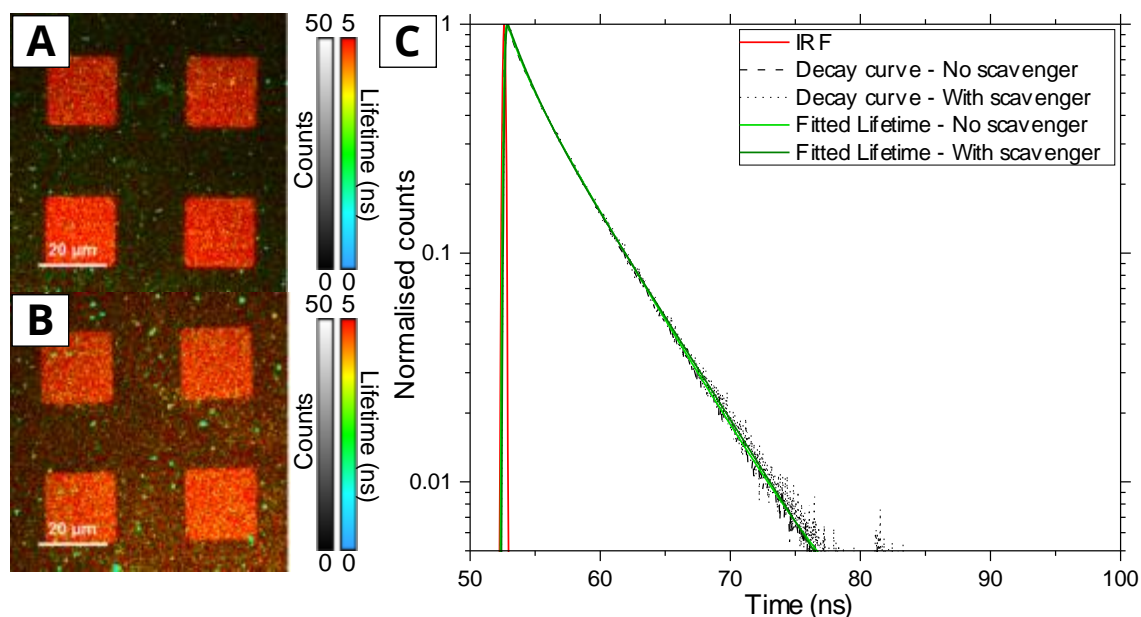 A
50
5
Counts
Lifetime (ns)
0
0
20 µm
B
50
5
Counts
Lifetime (ns)
0
0
20 µm
C
IRF
Decay curve - No scavenger
Decay curve - With scavenger
Fitted Lifetime - No scavenger
Fitted Lifetime - With scavenger
Normalised counts
1
0.1
0.01
50
60
70
80
90
100
Time (ns)